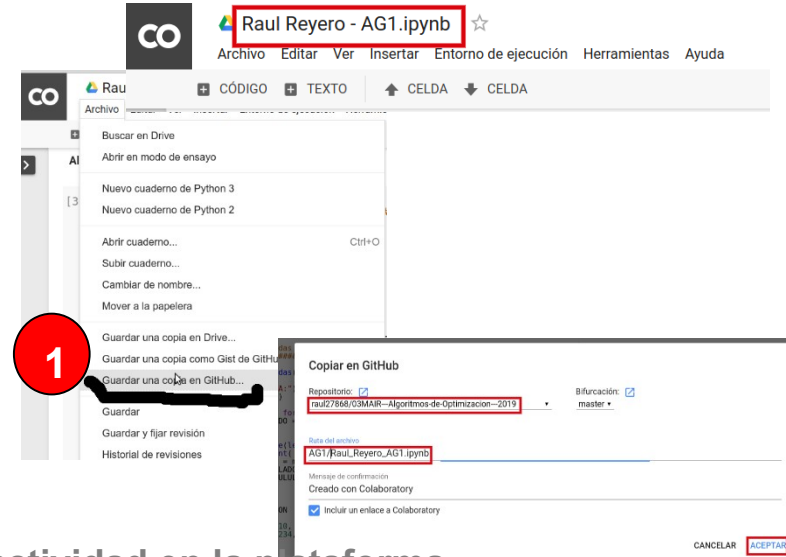 CO
Raul Reyero - AG1.ipynb
Archivo Editar Ver Insertar Entorno de ejecución Herramientas Ayuda
CÓDIGO TEXTO CELDA CELDA
CO
Rau
Archivo
Buscar en Drive
Abrir en modo de ensayo
Nuevo cuaderno de Python 3
Nuevo cuaderno de Python 2
[3
Abrir cuaderno... Ctrl+O
Subir cuaderno...
Cambiar de nombre...
Mover a la papelera
Guardar una copia en Drive...
Guardar una copia como Gist de GitHu
1
Guardar una copia en GitHub...
Guardar
Guardar y fijar revisión
Historial de revisiones
Copiar en GitHub
Repositorio: Bifurcación:
raul27868/03MAIR---Algoritmos-de-Optimizacion---2019 master
Ruta del archivo
AG1/Raul_Reyero_AG1.ipynb
Mensaje de confirmación
Creado con Colaboratory
Incluir un enlace a Colaboratory
CANCELAR ACEPTAR
actividad en la plataforma